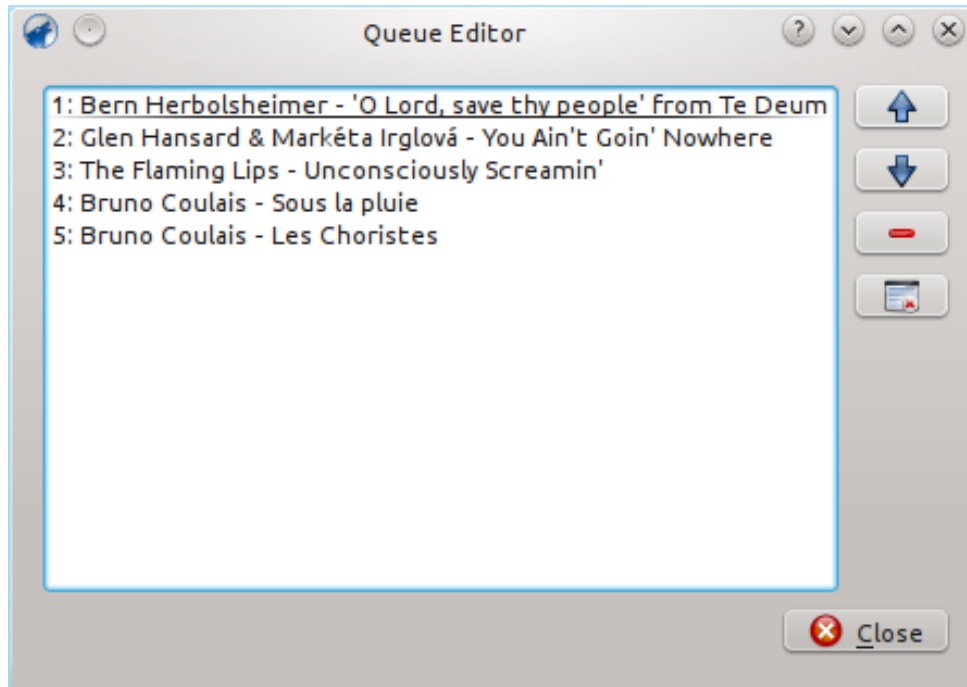 Queue Editor
1: Bern Herbolsheimer - 'O Lord, save thy people' from Te Deum
2: Glen Hansard & Markéta Irglová - You Ain't Goin' Nowhere
3: The Flaming Lips - Unconsciously Screamin'
4: Bruno Coulais - Sous la pluie
5: Bruno Coulais - Les Choristes
Close